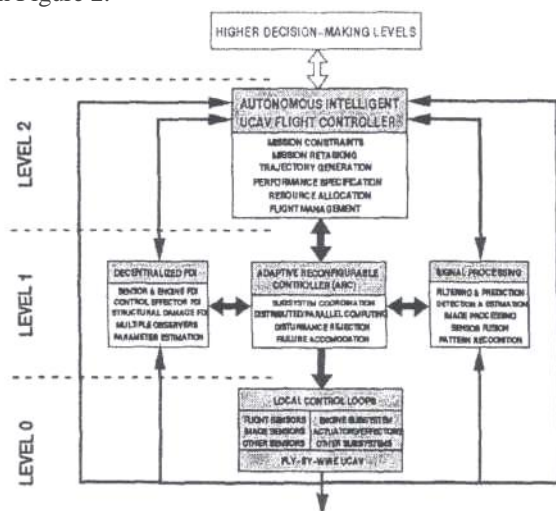 Figure 2.
HIGHER DECISION-MAKING LEVELS
LEVEL 2
AUTONOMOUS INTELLIGENT
UCAV FLIGHT CONTROLLER
MISSION CONSTRAINTS
MISSION RETASKING
TRAJECTORY GENERATION
PERFORMANCE SPECIFICATION
RESOURCE ALLOCATION
FLIGHT MANAGEMENT
LEVEL 1
DECENTRALIZED FDI
SENSOR & ENGINE FDI
CONTROL EFFECTOR FDI
STRUCTURAL DAMAGE FDI
MULTIPLE OBSERVERS
PARAMETER ESTIMATION
ADAPTIVE RECONFIGURABLE
CONTROLLER (ARC)
SUBSYSTEM COORDINATION
DISTRIBUTED/PARALLEL COMPUTING
DISTURBANCE REJECTION
FAILURE ACCOMODATION
SIGNAL PROCESSING
FILTERING & PREDICTION
DETECTION & ESTIMATION
IMAGE PROCESSING
SENSOR FUSION
PATTERN RECOGNITION
LEVEL 0
LOCAL CONTROL LOOPS
FLIGHT SENSORS
IMAGE SENSORS
OTHER SENSORS
ENGINE SUBSYSTEM
ACTUATORS/EFFECTORS
OTHER SUBSYSTEMS
FLY-BY-WIRE UCAV